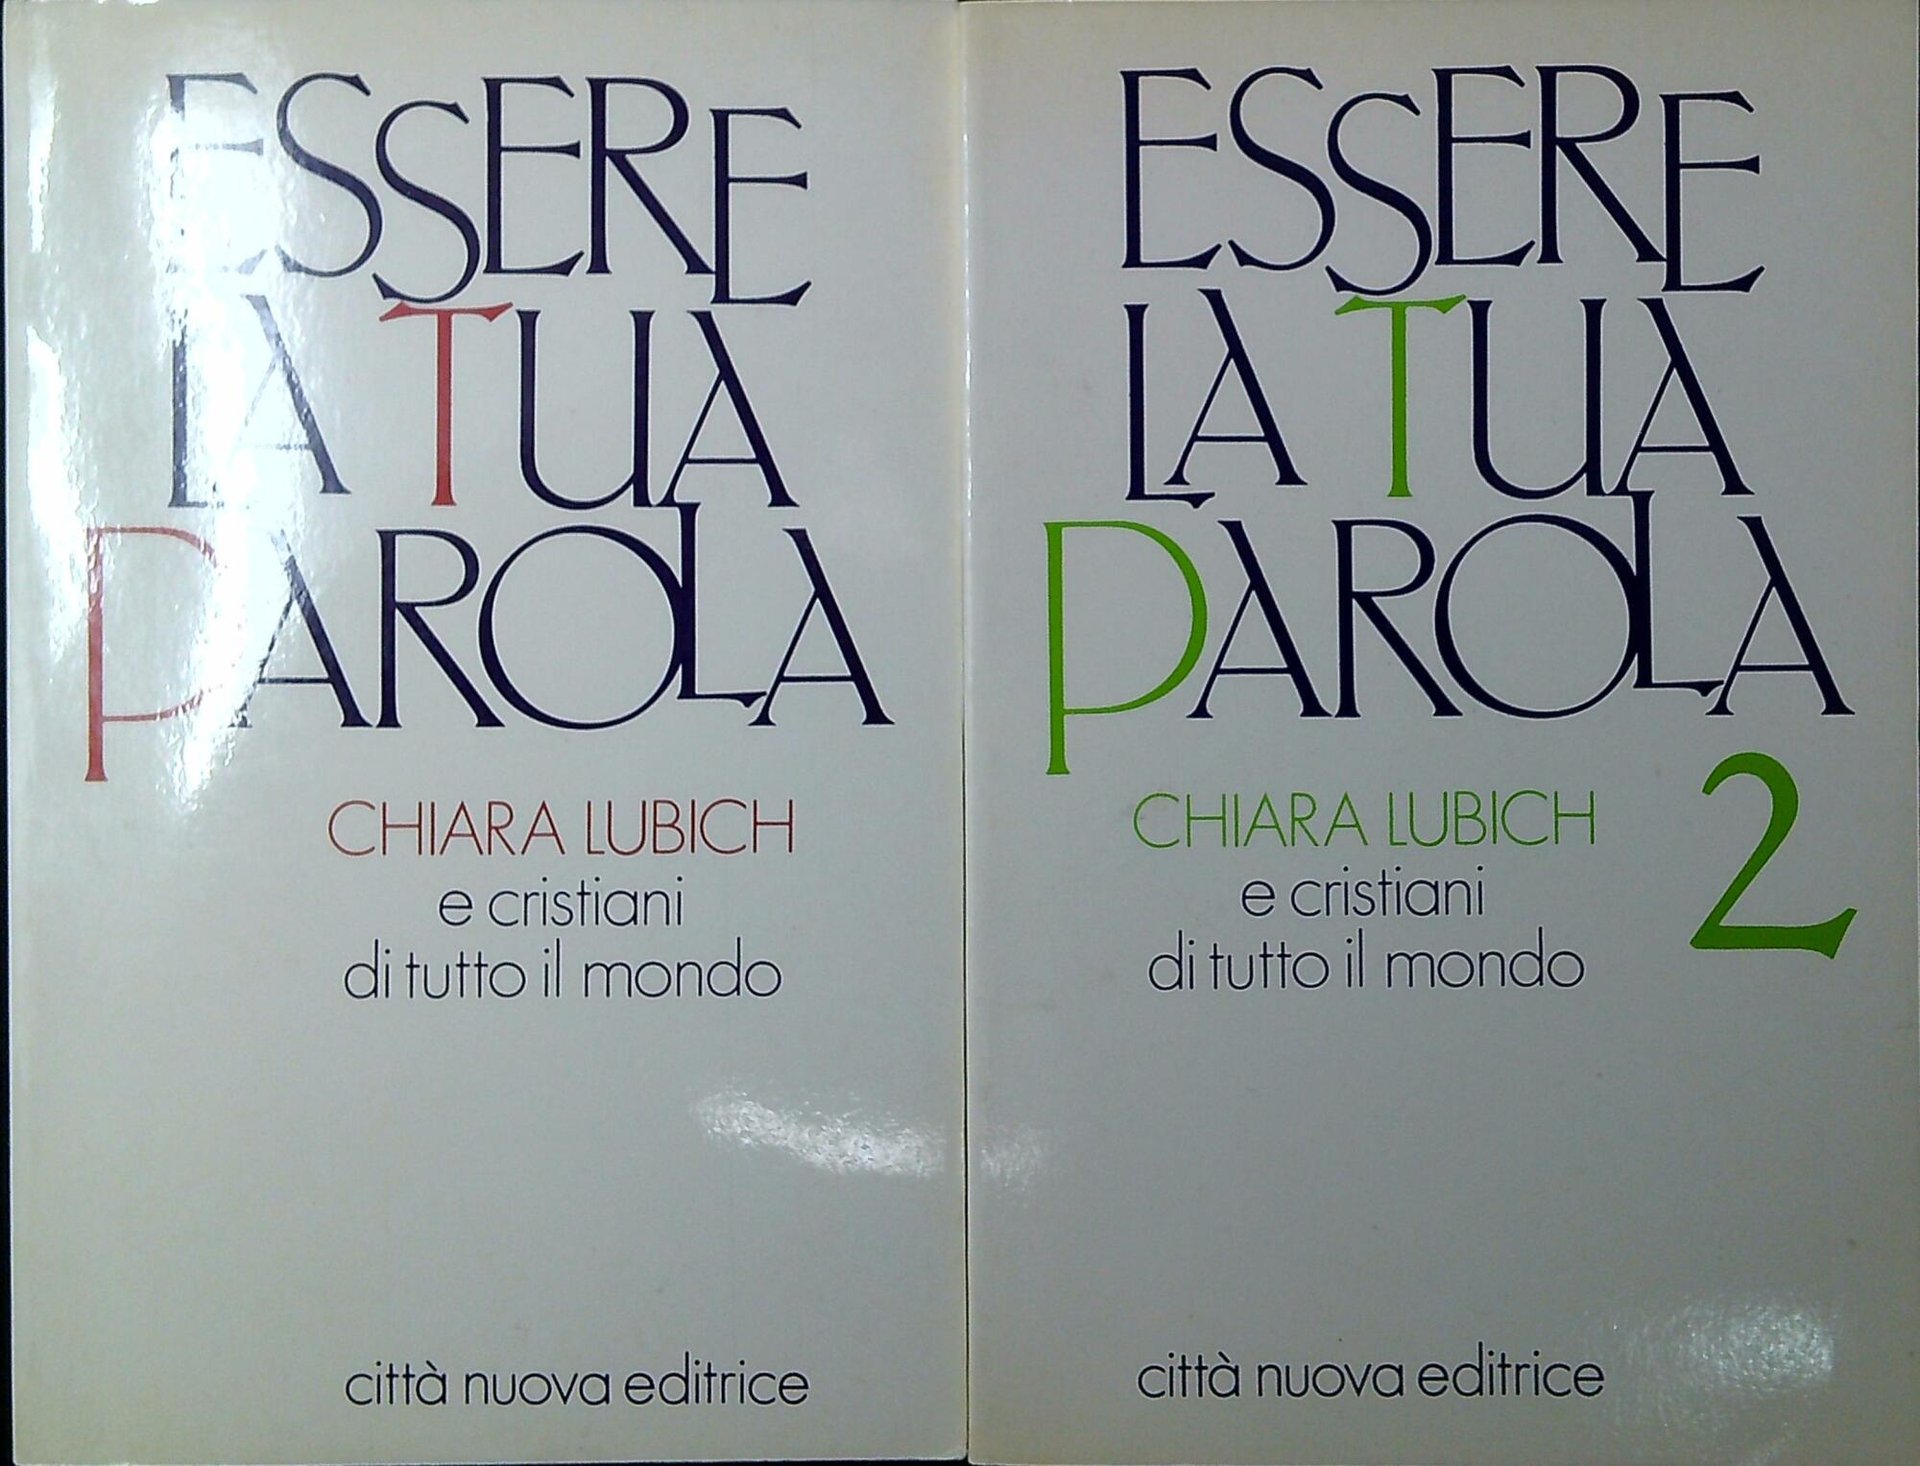 ESSERE
LA TUA
PAROLA
CHIARA LUBICH
e cristiani
di tutto il mondo
città nuova editrice
ESSERE
LA TUA
PAROLA
2
CHIARA LUBICH
e cristiani
di tutto il mondo
città nuova editrice